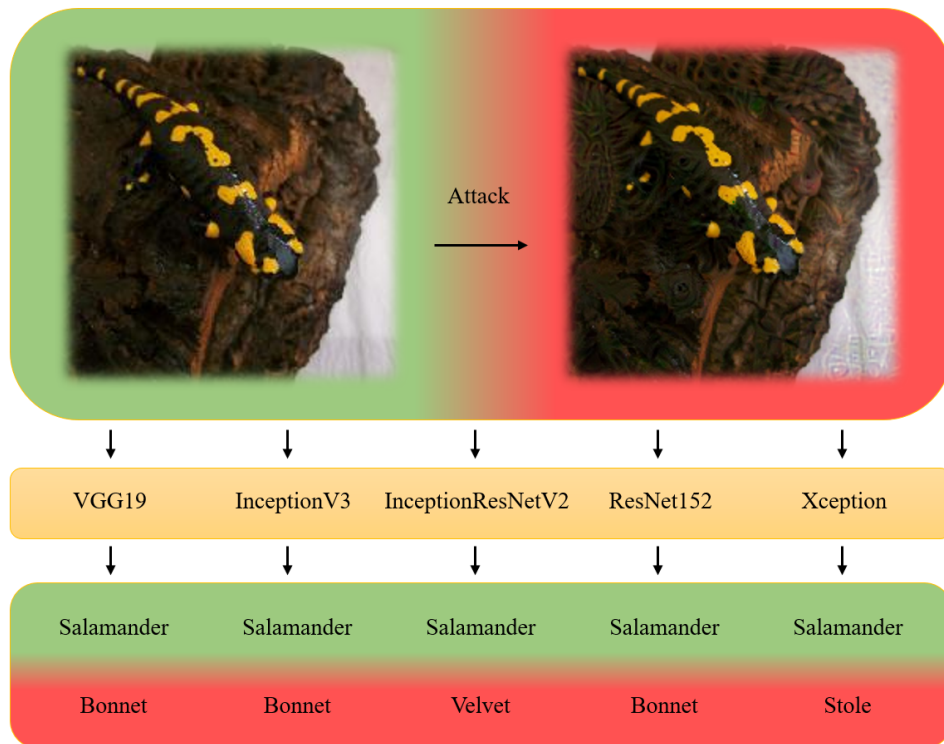 Attack
VGG19 InceptionV3 InceptionResNetV2 ResNet152 Xception
Salamander Salamander Salamander Salamander Salamander
Bonnet Bonnet Velvet Bonnet Stole